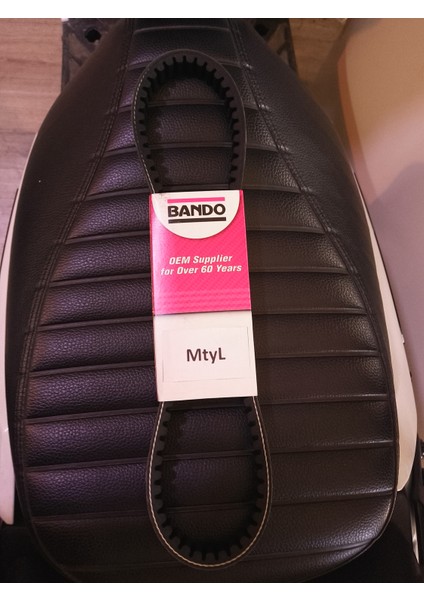 BANDO
OEM Supplier
for Over 60 Years
MtyL